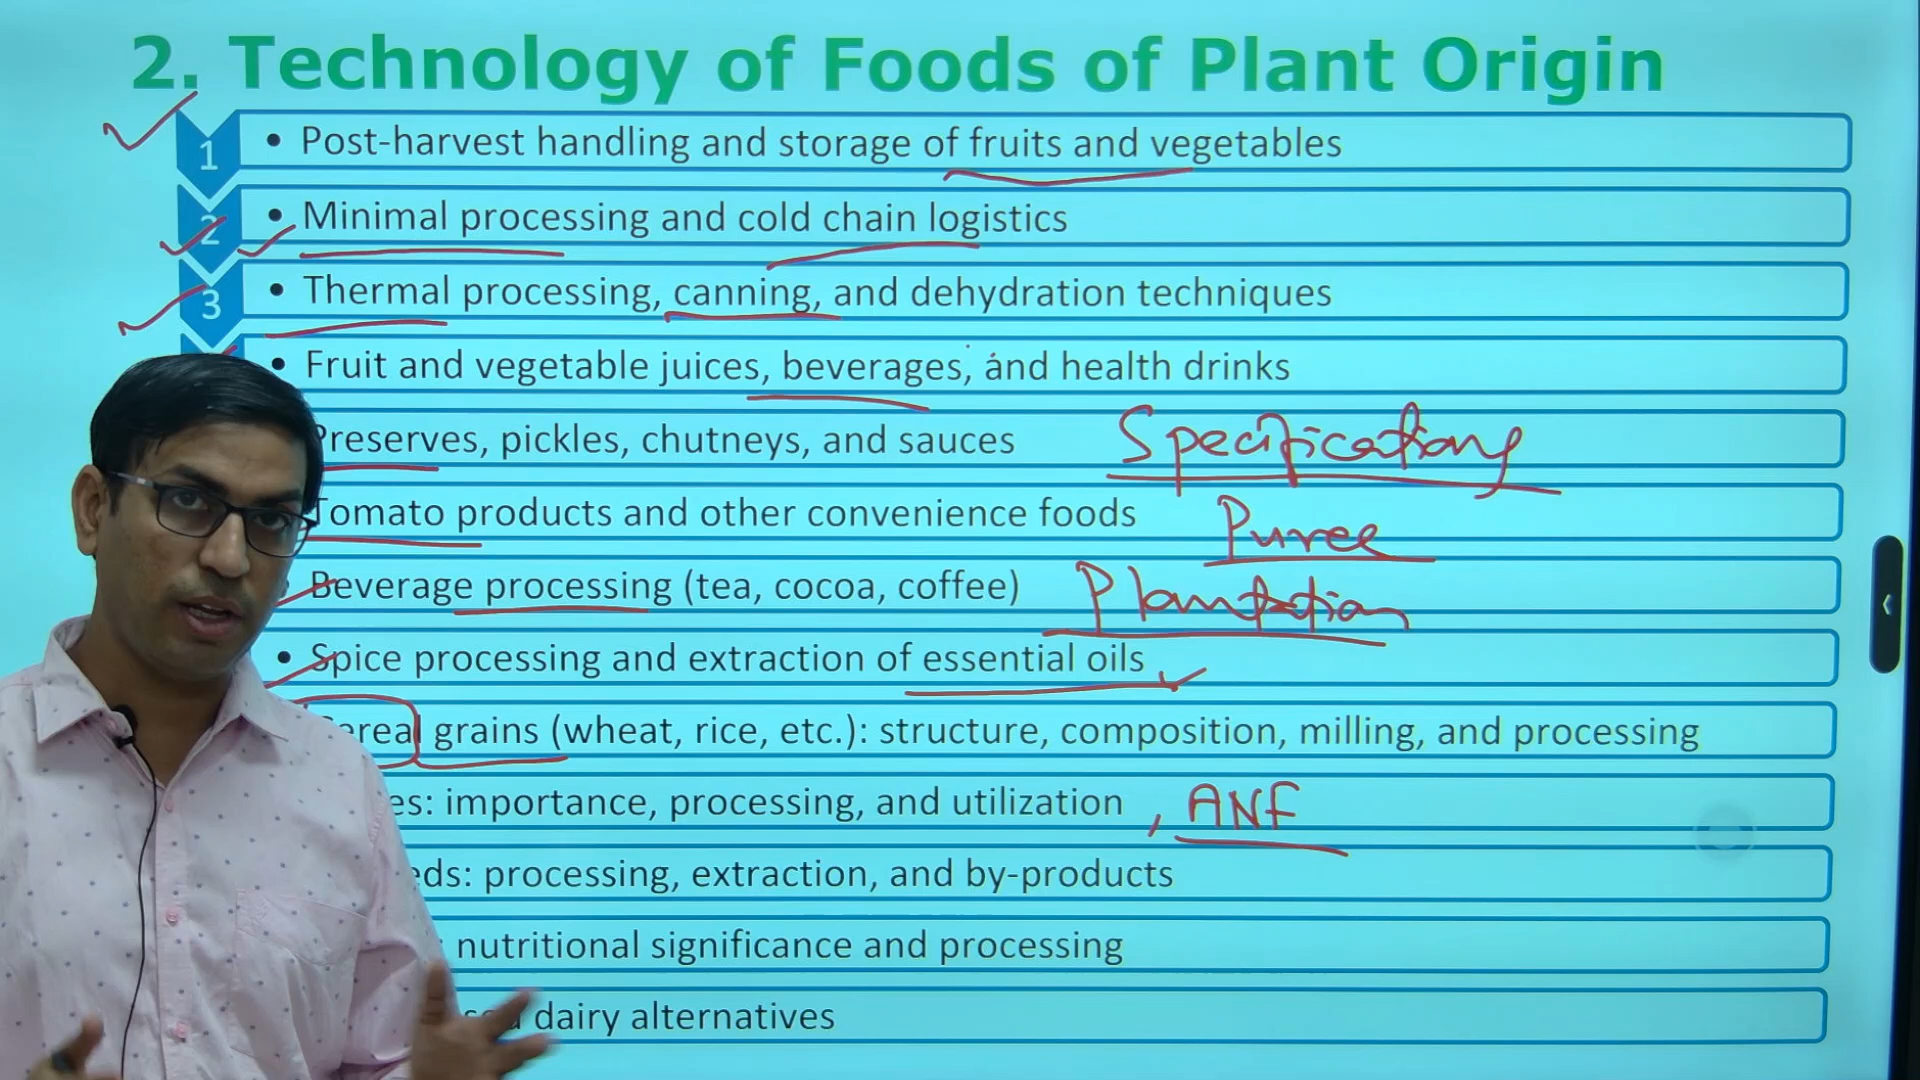 2. Technology of Foods of Plant Origin
1 • Post-harvest handling and storage of fruits and vegetables
2 • Minimal processing and cold chain logistics
3 • Thermal processing, canning, and dehydration techniques
• Fruit and vegetable juices, beverages, and health drinks
Preserves, pickles, chutneys, and sauces Specifications
Tomato products and other convenience foods Puree
Beverage processing (tea, cocoa, coffee) Plantation
• Spice processing and extraction of essential oils
Cereal grains (wheat, rice, etc.): structure, composition, milling, and processing
es: importance, processing, and utilization , ANF
eds: processing, extraction, and by-products
: nutritional significance and processing
dairy alternatives